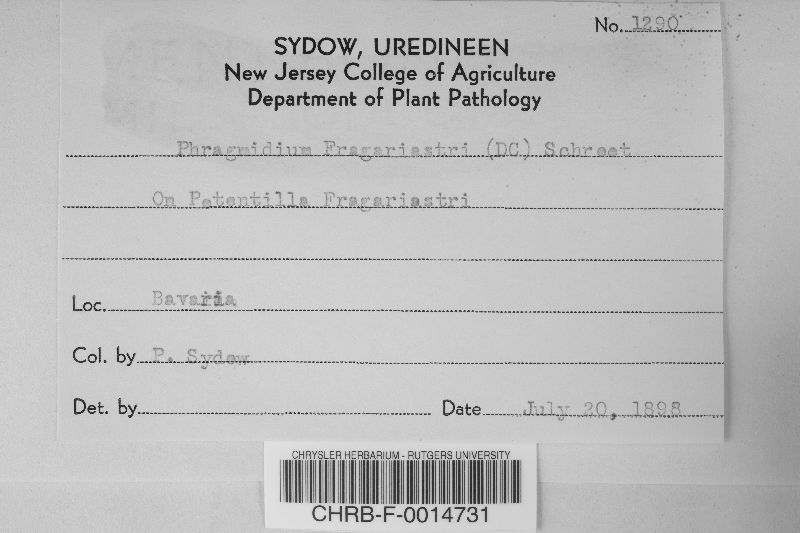 No. 1290
SYDOW, UREDINEEN
New Jersey College of Agriculture
Department of Plant Pathology
Phragmidium Fragariastri (DC) Schroet
On Potentilla Fragariastri
Loc. Bavaria
Col. by P. Sydow
Det. by
Date July 20, 1898
CHRYSLER HERBARIUM - RUTGERS UNIVERSITY
CHRB-F-0014731